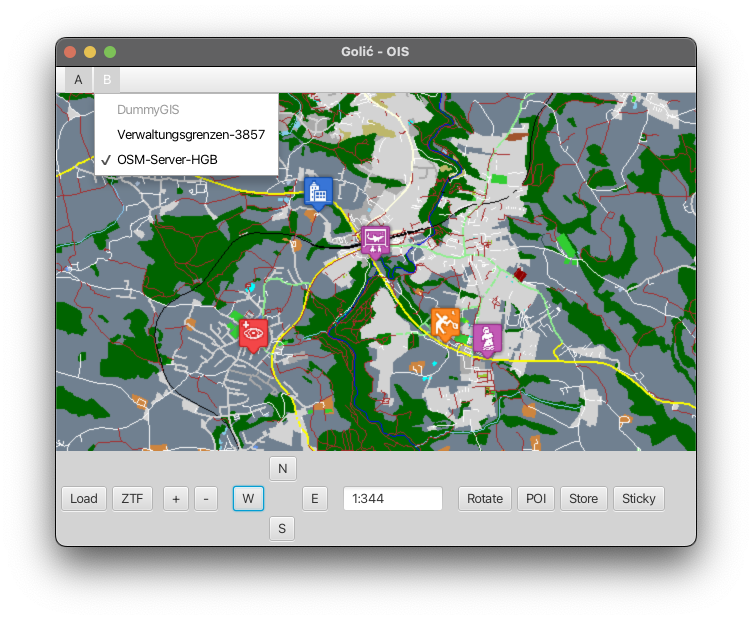 Golić - OIS
A B
DummyGIS
Verwaltungsgrenzen-3857
✓ OSM-Server-HGB
N
Load ZTF + - W E 1:344 Rotate POI Store Sticky
S